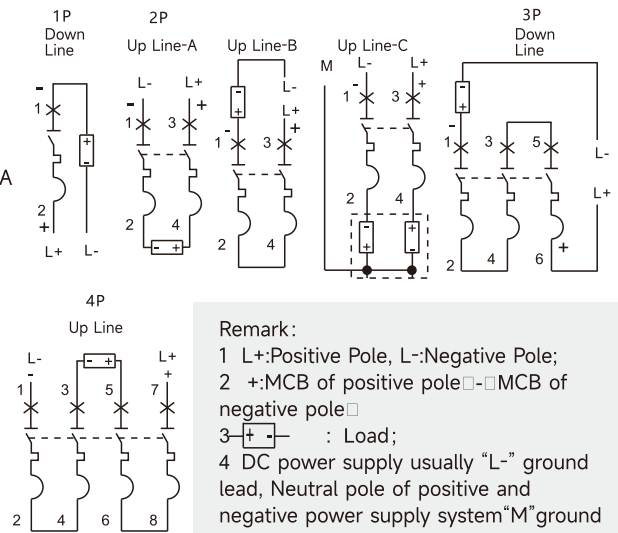 1P
Down
Line
2P
Up Line-A
Up Line-B
Up Line-C
3P
Down
Line
A
-
1
2
+
L+
L-
L-
L+
-
+
1
3
2
4
- +
L-
L+
+
-
+
-
1
3
2
4
M
L-
L+
-
+
1
3
2
4
-
+
+
-
-
+
-
1
3
5
L-
L+
2
4
6
+
4P
Up Line
L-
-
- +
L+
+
1
3
5
7
2
4
6
8
Remark:
1 L+:Positive Pole, L-:Negative Pole;
2 +:MCB of positive pole□-□MCB of
negative pole□
3 + - : Load;
4 DC power supply usually “L-” ground
lead, Neutral pole of positive and
negative power supply system“M”ground